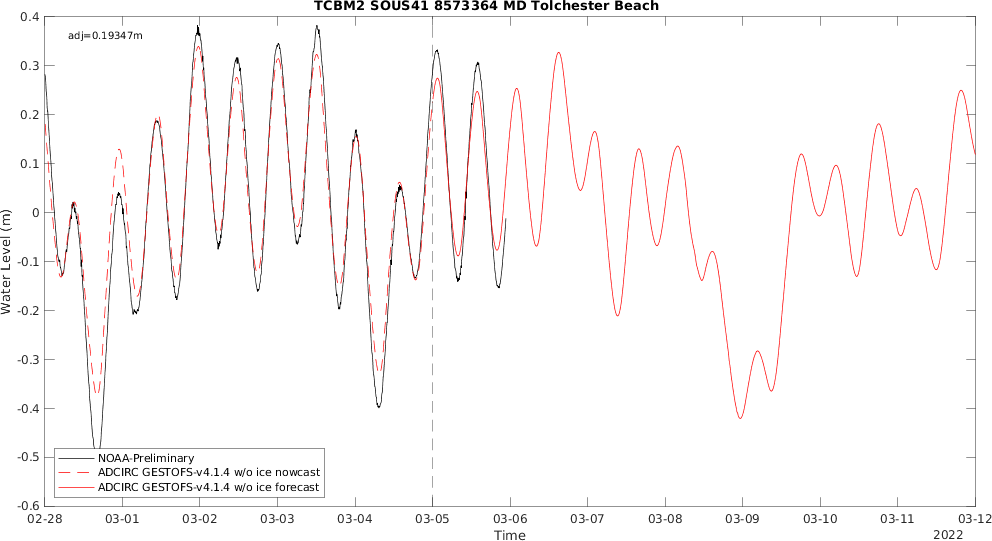 TCBM2 SOUS41 8573364 MD Tolchester Beach
adj=0.19347m
0.4
0.3
0.2
0.1
0
-0.1
-0.2
-0.3
-0.4
-0.5
-0.6
Water Level (m)
NOAA-Preliminary
ADCIRC GESTOFS-v4.1.4 w/o ice nowcast
ADCIRC GESTOFS-v4.1.4 w/o ice forecast
02-28 03-01 03-02 03-03 03-04 03-05 03-06 03-07 03-08 03-09 03-10 03-11 03-12
Time
2022